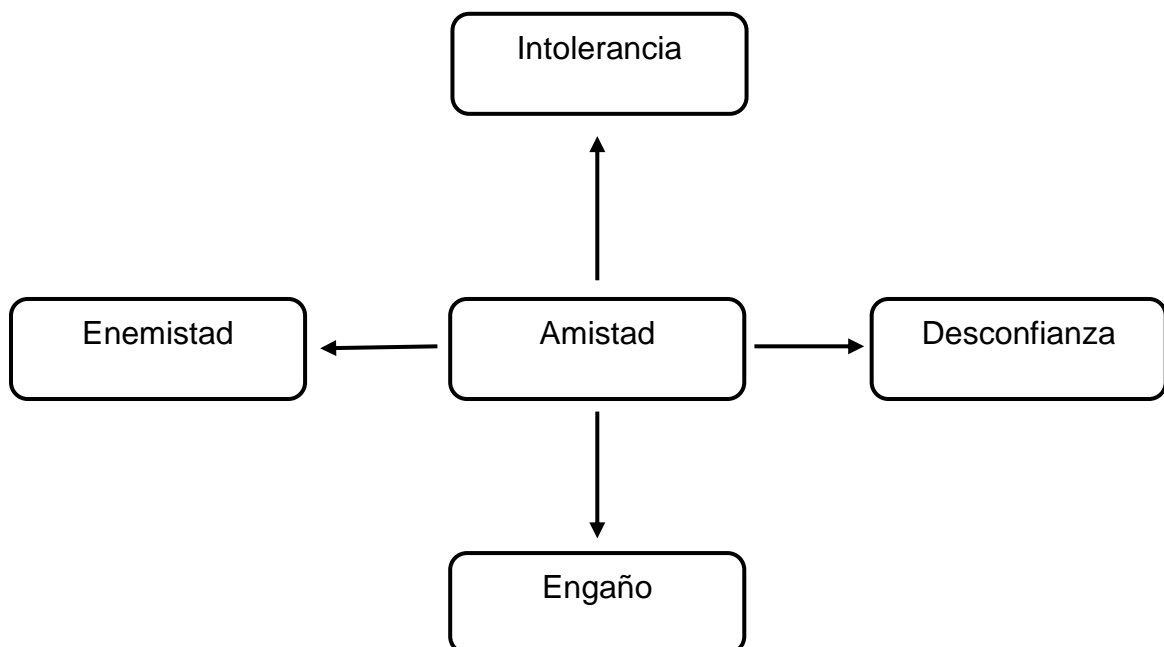 Intolerancia
Enemistad
Amistad
Desconfianza
Engaño